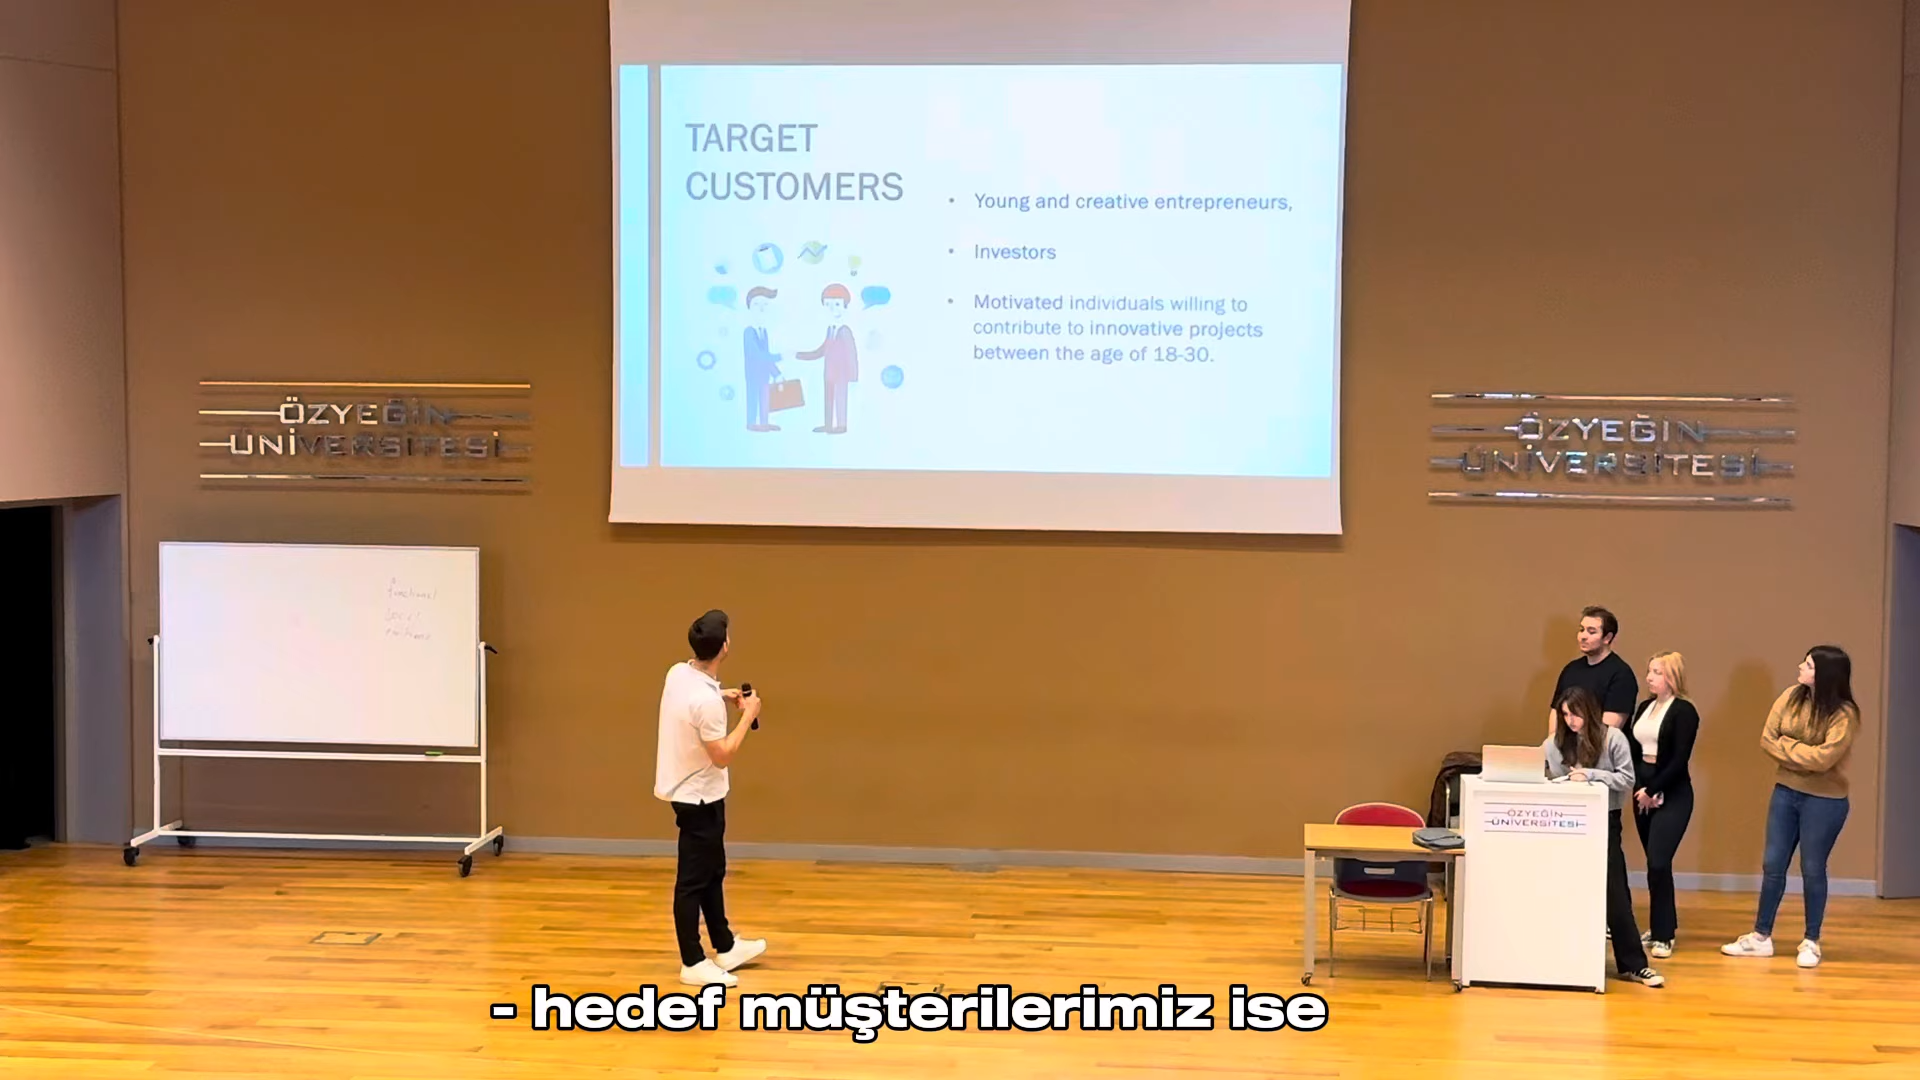 TARGET
CUSTOMERS
• Young and creative entrepreneurs,
• Investors
• Motivated individuals willing to
contribute to innovative projects
between the age of 18-30.
ÖZYEĞİN
ÜNİVERSİTESİ
ÖZYEĞİN
ÜNİVERSİTESİ
functional
ÖZYEĞİN
ÜNİVERSİTESİ
- hedef müşterilerimiz ise